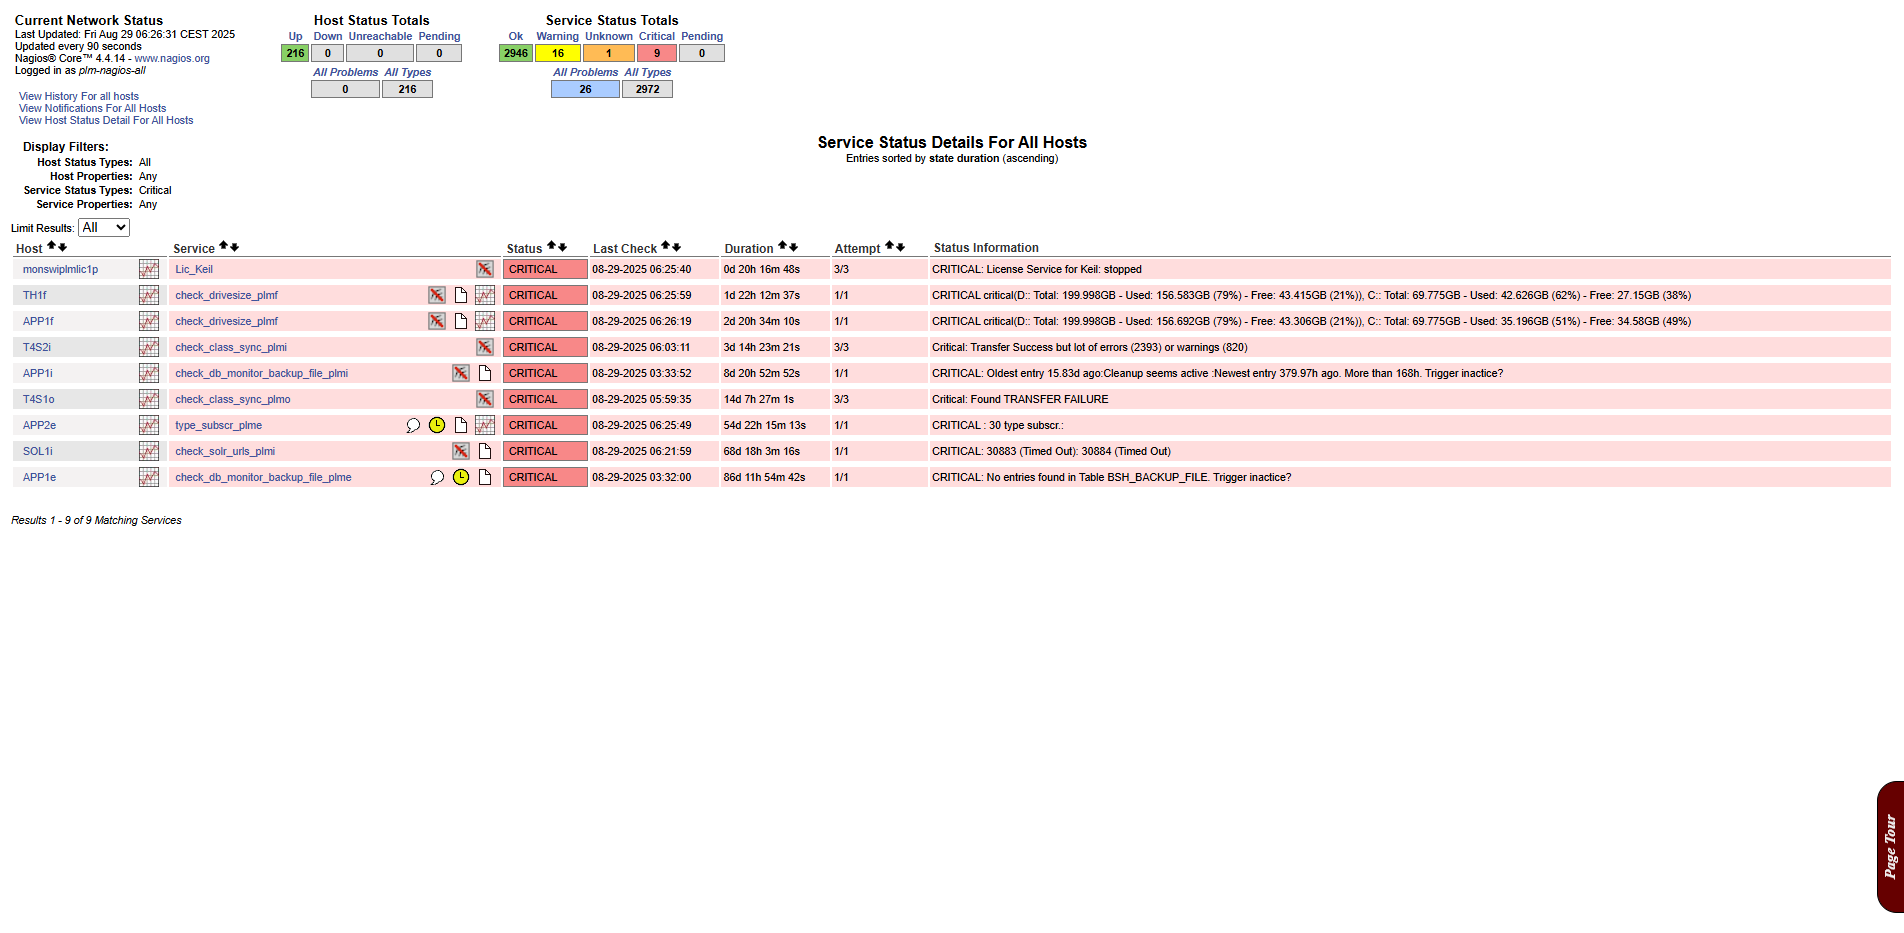 Current Network Status
Last Updated: Fri Aug 29 06:26:31 CEST 2025
Updated every 90 seconds
Nagios® Core™ 4.4.14 - www.nagios.org
Logged in as plm-nagios-all
View History For all hosts
View Notifications For All Hosts
View Host Status Detail For All Hosts
Host Status Totals
Up Down Unreachable Pending
216 0 0 0
All Problems All Types
0 216
Service Status Totals
Ok Warning Unknown Critical Pending
2946 16 1 9 0
All Problems All Types
26 2972
Display Filters:
Host Status Types: All
Host Properties: Any
Service Status Types: Critical
Service Properties: Any
Service Status Details For All Hosts
Entries sorted by state duration (ascending)
Limit Results: All
Host Service Status Last Check Duration Attempt Status Information
monswiplmlic1p Lic_Keil CRITICAL 08-29-2025 06:25:40 0d 20h 16m 48s 3/3 CRITICAL: License Service for Keil: stopped
TH1f check_drivesize_plmf CRITICAL 08-29-2025 06:25:59 1d 22h 12m 37s 1/1 CRITICAL critical(D:: Total: 199.998GB - Used: 156.583GB (79%) - Free: 43.415GB (21%)), C:: Total: 69.775GB - Used: 42.626GB (62%) - Free: 27.15GB (38%)
APP1f check_drivesize_plmf CRITICAL 08-29-2025 06:26:19 2d 20h 34m 10s 1/1 CRITICAL critical(D:: Total: 199.998GB - Used: 156.692GB (79%) - Free: 43.306GB (21%)), C:: Total: 69.775GB - Used: 35.196GB (51%) - Free: 34.58GB (49%)
T4S2i check_class_sync_plmi CRITICAL 08-29-2025 06:03:11 3d 14h 23m 21s 3/3 Critical: Transfer Success but lot of errors (2393) or warnings (820)
APP1i check_db_monitor_backup_file_plmi CRITICAL 08-29-2025 03:33:52 8d 20h 52m 52s 1/1 CRITICAL: Oldest entry 15.83d ago:Cleanup seems active :Newest entry 379.97h ago. More than 168h. Trigger inactice?
T4S1o check_class_sync_plmo CRITICAL 08-29-2025 05:59:35 14d 7h 27m 1s 3/3 Critical: Found TRANSFER FAILURE
APP2e type_subscr_plme CRITICAL 08-29-2025 06:25:49 54d 22h 15m 13s 1/1 CRITICAL : 30 type subscr.:
SOL1i check_solr_urls_plmi CRITICAL 08-29-2025 06:21:59 68d 18h 3m 16s 1/1 CRITICAL: 30883 (Timed Out): 30884 (Timed Out)
APP1e check_db_monitor_backup_file_plme CRITICAL 08-29-2025 03:32:00 86d 11h 54m 42s 1/1 CRITICAL: No entries found in Table BSH_BACKUP_FILE. Trigger inactice?
Results 1 - 9 of 9 Matching Services
Page Tour